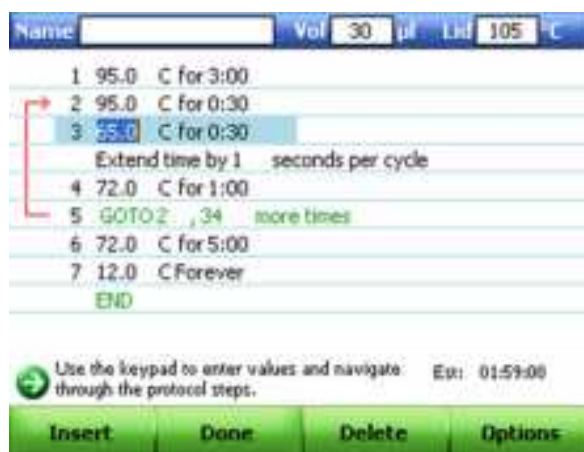 Name Vol 30 µl Lid 105 °C
1 95.0 C for 3:00
2 95.0 C for 0:30
3 55.0 C for 0:30
Extend time by 1 seconds per cycle
4 72.0 C for 1:00
5 GOTO 2 , 34 more times
6 72.0 C for 5:00
7 12.0 C Forever
END
Use the keypad to enter values and navigate
through the protocol steps.
Est: 01:59:00
Insert Done Delete Options